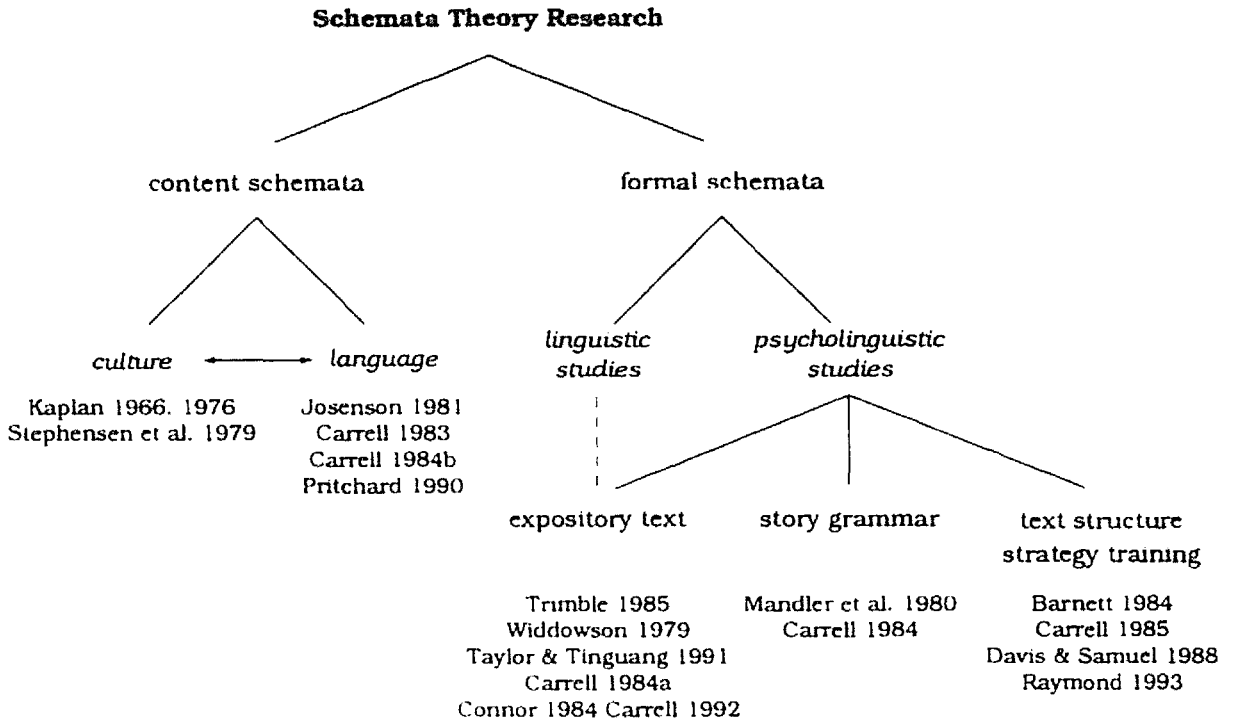 Schemata Theory Research
content schemata
formal schemata
culture
language
linguistic
studies
psycholinguistic
studies
Kaplan 1966. 1976
Stephensen et al. 1979
Josenson 1981
Carrell 1983
Carrell 1984b
Pritchard 1990
expository text
story grammar
text structure
strategy training
Trimble 1985
Widdowson 1979
Taylor & Tinguang 1991
Carrell 1984a
Connor 1984 Carrell 1992
Mandler et al. 1980
Carrell 1984
Barnett 1984
Carrell 1985
Davis & Samuel 1988
Raymond 1993